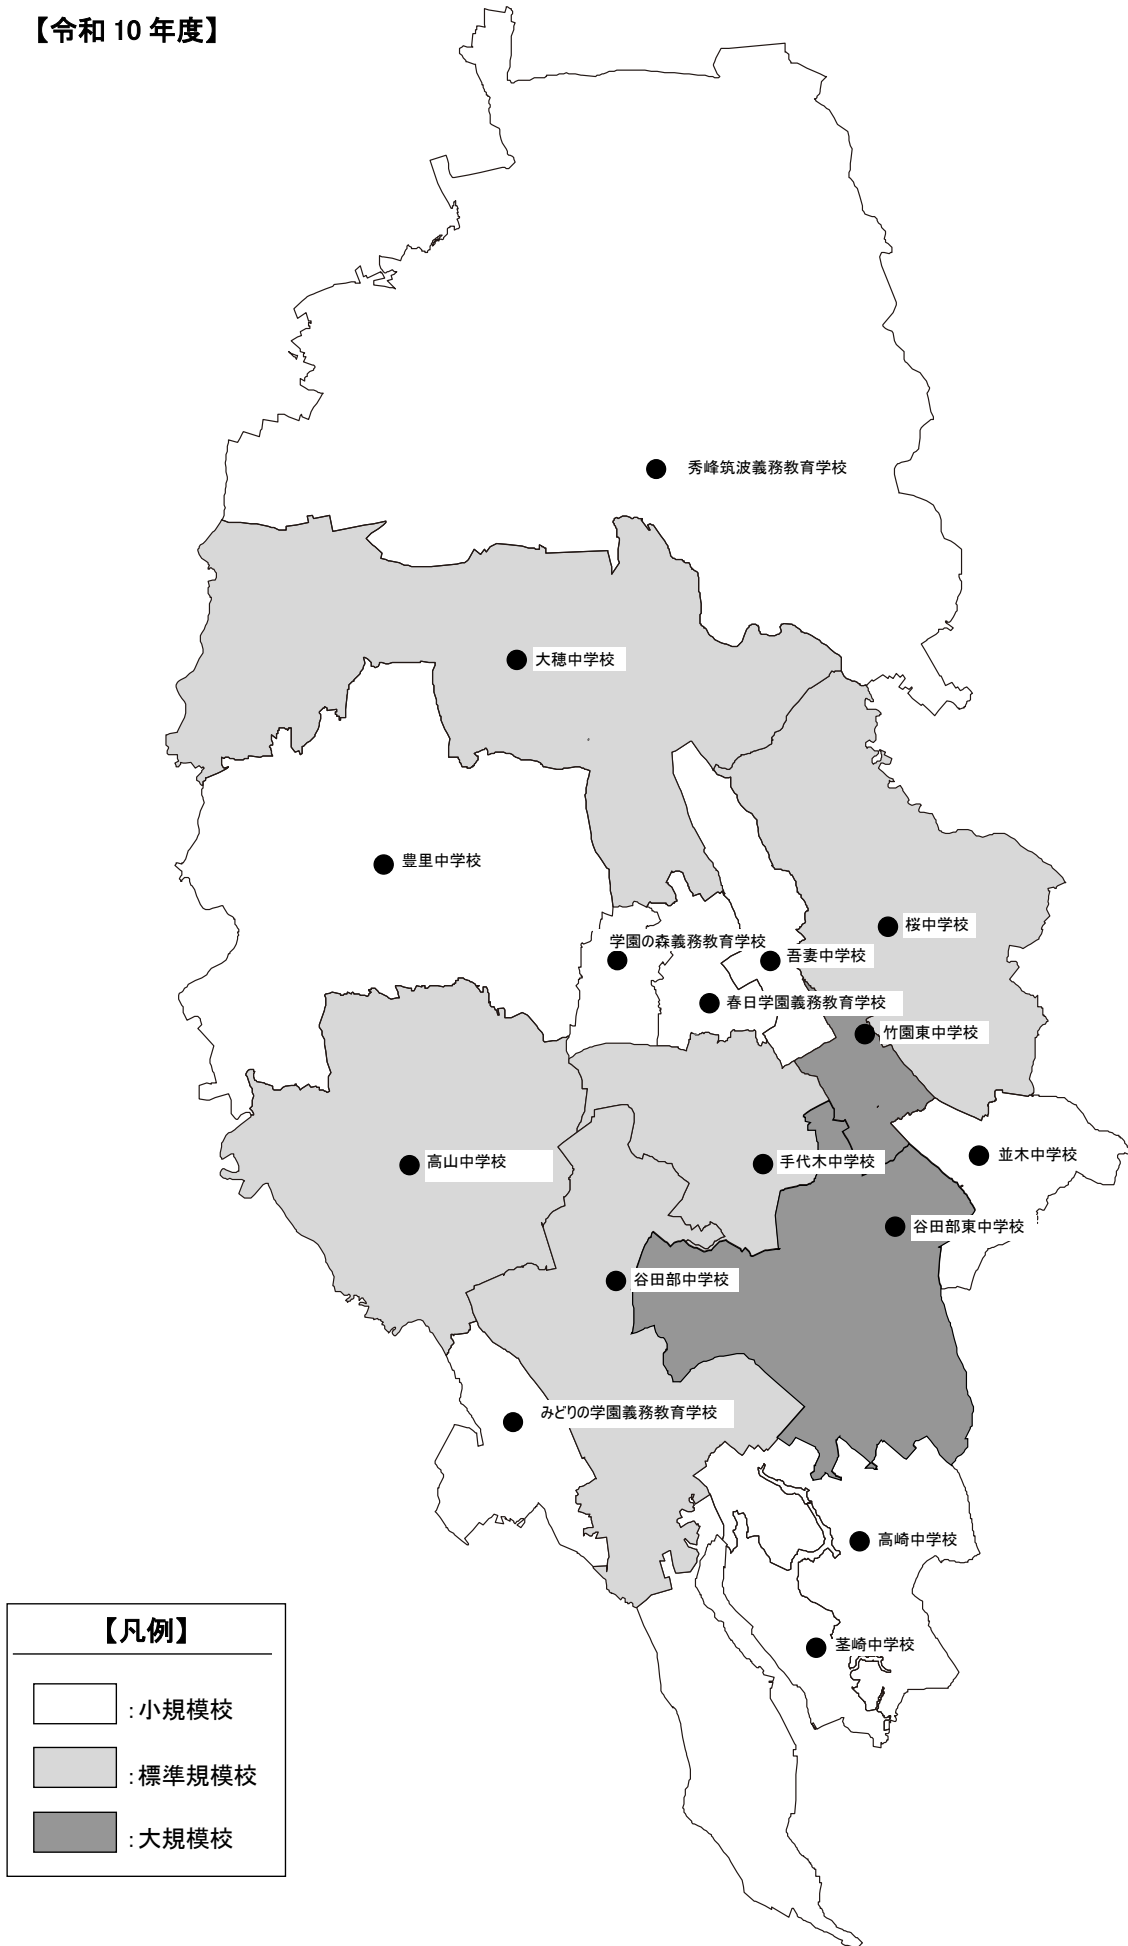 【令和 10 年度】
秀峰筑波義務教育学校
大穂中学校
豊里中学校
桜中学校
学園の森義務教育学校
吾妻中学校
春日学園義務教育学校
竹園東中学校
並木中学校
高山中学校
手代木中学校
谷田部東中学校
谷田部中学校
みどりの学園義務教育学校
高崎中学校
茎崎中学校
【凡例】
：小規模校
：標準規模校
：大規模校